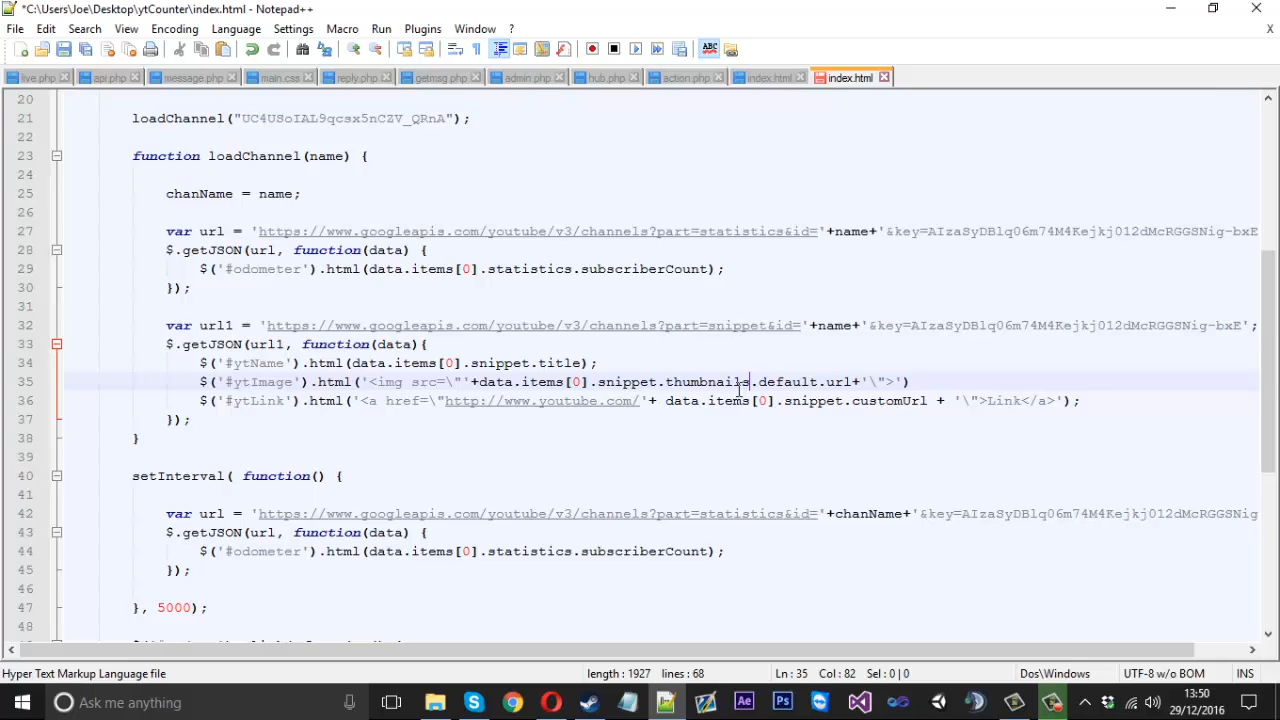 *C:\Users\Joe\Desktop\ytCounter\index.html - Notepad++
File Edit Search View Encoding Language Settings Macro Run Plugins Window ? X
live.php api.php message.php main.css reply.php getmsg.php admin.php hub.php action.php index.html index.html
20
21 loadChannel("UC4USoIAL9qcsx5nCZV_QRnA");
22
23 function loadChannel(name) {
24
25 chanName = name;
26
27 var url = 'https://www.googleapis.com/youtube/v3/channels?part=statistics&id='+name+'&key=AIzaSyDBlq06m74M4Kejkj012dMcRGGSNig-bxE
28 $.getJSON(url, function(data) {
29 $('#odometer').html(data.items[0].statistics.subscriberCount);
30 });
31
32 var url1 = 'https://www.googleapis.com/youtube/v3/channels?part=snippet&id='+name+'&key=AIzaSyDBlq06m74M4Kejkj012dMcRGGSNig-bxE';
33 $.getJSON(url1, function(data){
34 $('#ytName').html(data.items[0].snippet.title);
35 $('#ytImage').html('<img src=\"'+data.items[0].snippet.thumbnails.default.url+'\">')
36 $('#ytLink').html('<a href=\"http://www.youtube.com/'+ data.items[0].snippet.customUrl + '\">Link</a>');
37 });
38 }
39
40 setInterval( function() {
41
42 var url = 'https://www.googleapis.com/youtube/v3/channels?part=statistics&id='+chanName+'&key=AIzaSyDBlq06m74M4Kejkj012dMcRGGSNig
43 $.getJSON(url, function(data) {
44 $('#odometer').html(data.items[0].statistics.subscriberCount);
45 });
46
47 }, 5000);
48
Hyper Text Markup Language file length : 1927 lines : 68 Ln : 35 Col : 82 Sel : 0 | 0 Dos\Windows UTF-8 w/o BOM INS
Ask me anything
13:50
29/12/2016